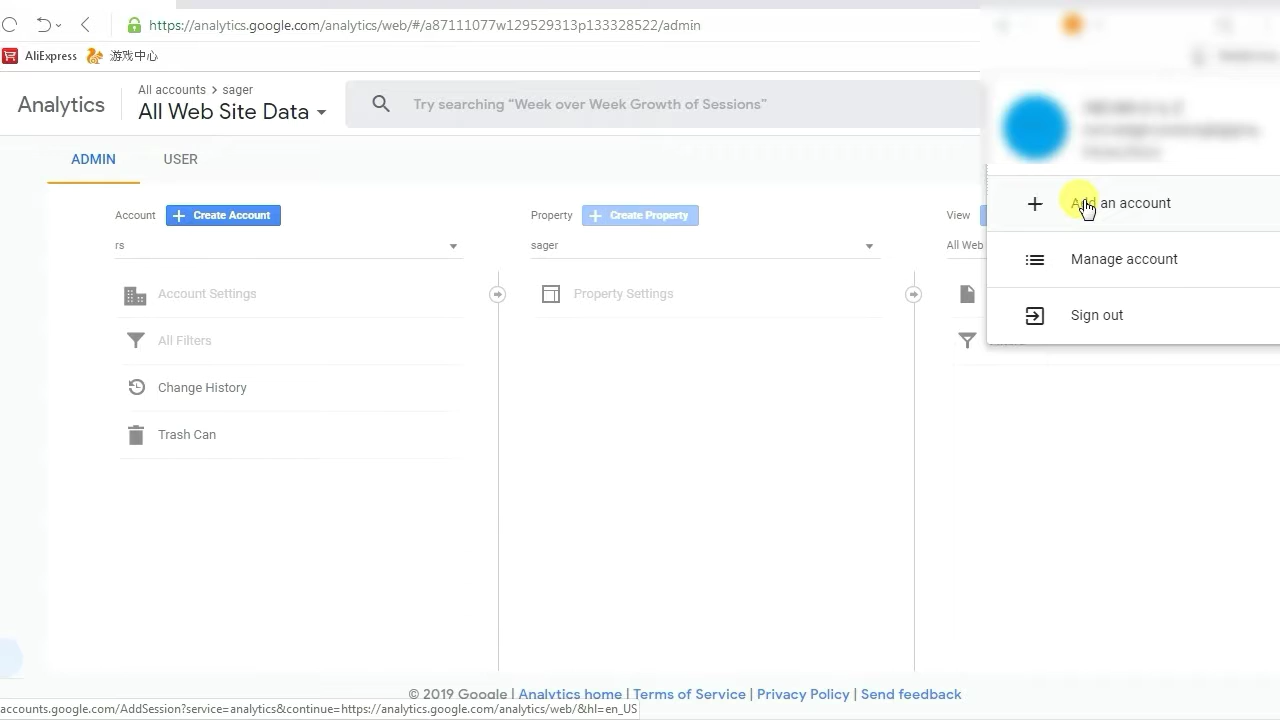 https://analytics.google.com/analytics/web/#/a87111077w129529313p133328522/admin
AliExpress 游戏中心
Analytics
All accounts > sager
All Web Site Data
Try searching “Week over Week Growth of Sessions”
ADMIN USER
Account + Create Account
rs
Account Settings
All Filters
Change History
Trash Can
Property + Create Property
sager
Property Settings
View
All Web
Add an account
Manage account
Sign out
© 2019 Google | Analytics home | Terms of Service | Privacy Policy | Send feedback
accounts.google.com/AddSession?service=analytics&continue=https://analytics.google.com/analytics/web/&hl=en_US